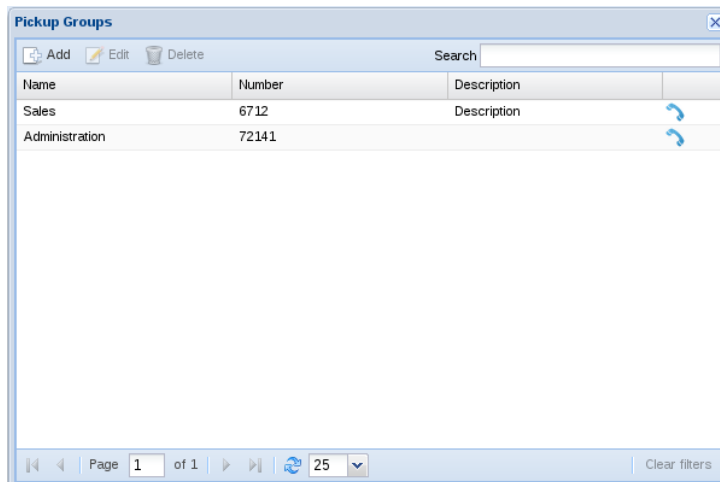 Pickup Groups
Add Edit Delete Search
Name Number Description
Sales 6712 Description
Administration 72141
Page 1 of 1 25 Clear filters